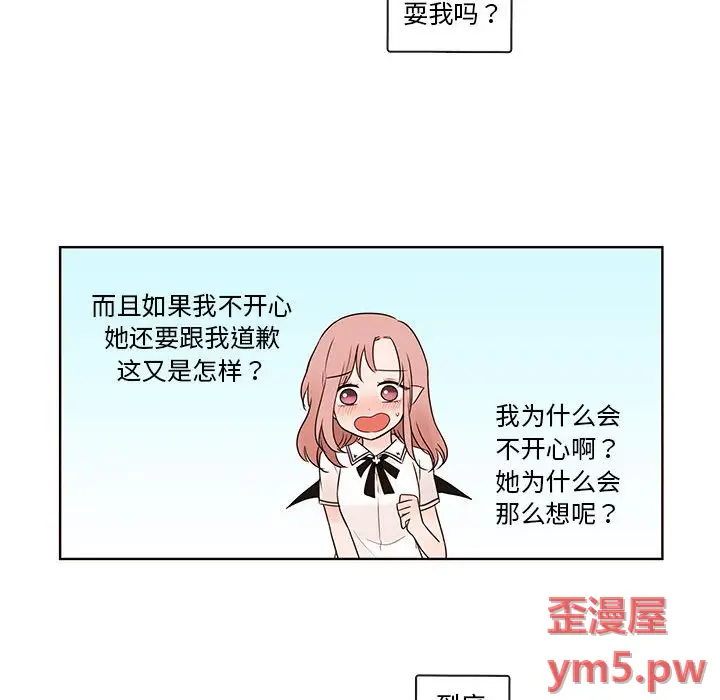 耍我吗？
而且如果我不开心
她还要跟我道歉
这又是怎样？
我为什么会
不开心啊？
她为什么会
那么想呢？
歪漫屋
ym5.pw
到底